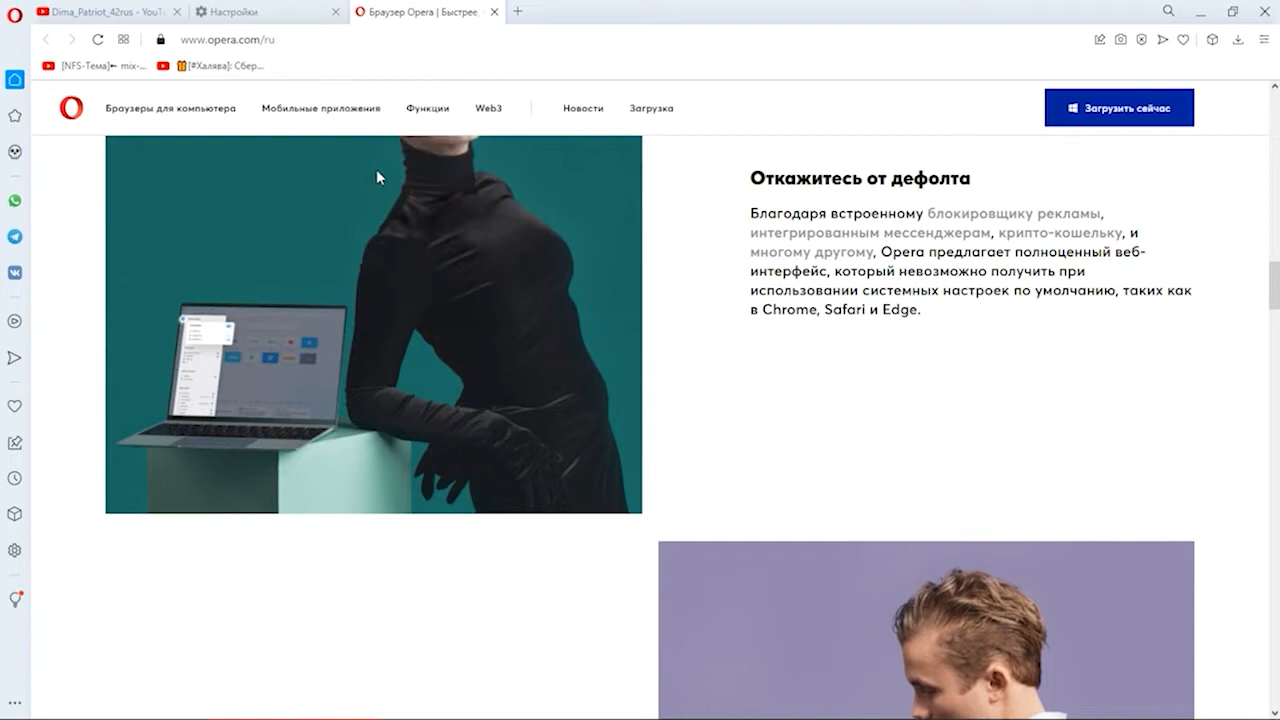 Dima_Patriot_42rus - YouTu
Настройки
Браузер Opera | Быстрее,
www.opera.com/ru
[NFS-Тема]⇤ mix-...
[#Халява]: Сбер...
Браузеры для компьютера
Мобильные приложения
Функции
Web3
Новости
Загрузка
Загрузить сейчас
Откажитесь от дефолта
Благодаря встроенному блокировщику рекламы,
интегрированным мессенджерам, крипто-кошельку, и
многому другому, Opera предлагает полноценный веб-
интерфейс, который невозможно получить при
использовании системных настроек по умолчанию, таких как
в Chrome, Safari и Edge.